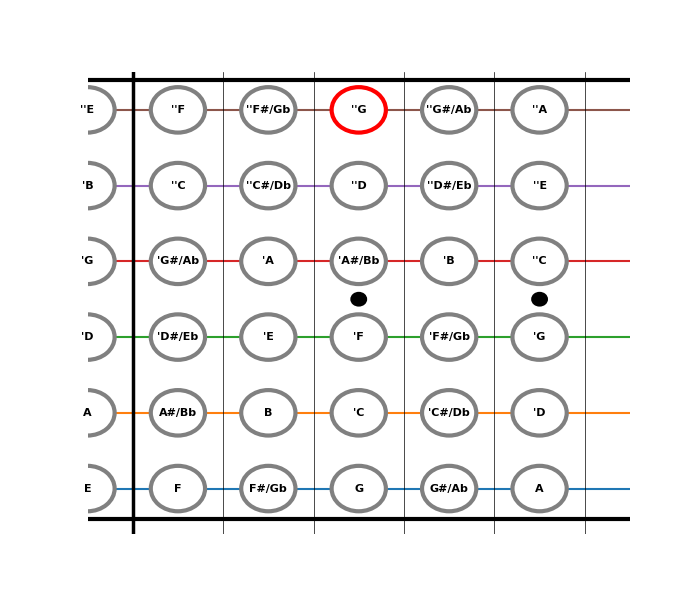 ''E ''F ''F#/Gb ''G ''G#/Ab ''A
'B ''C ''C#/Db ''D ''D#/Eb ''E
'G 'G#/Ab 'A 'A#/Bb 'B ''C
'D 'D#/Eb 'E 'F 'F#/Gb 'G
A A#/Bb B 'C 'C#/Db 'D
E F F#/Gb G G#/Ab A